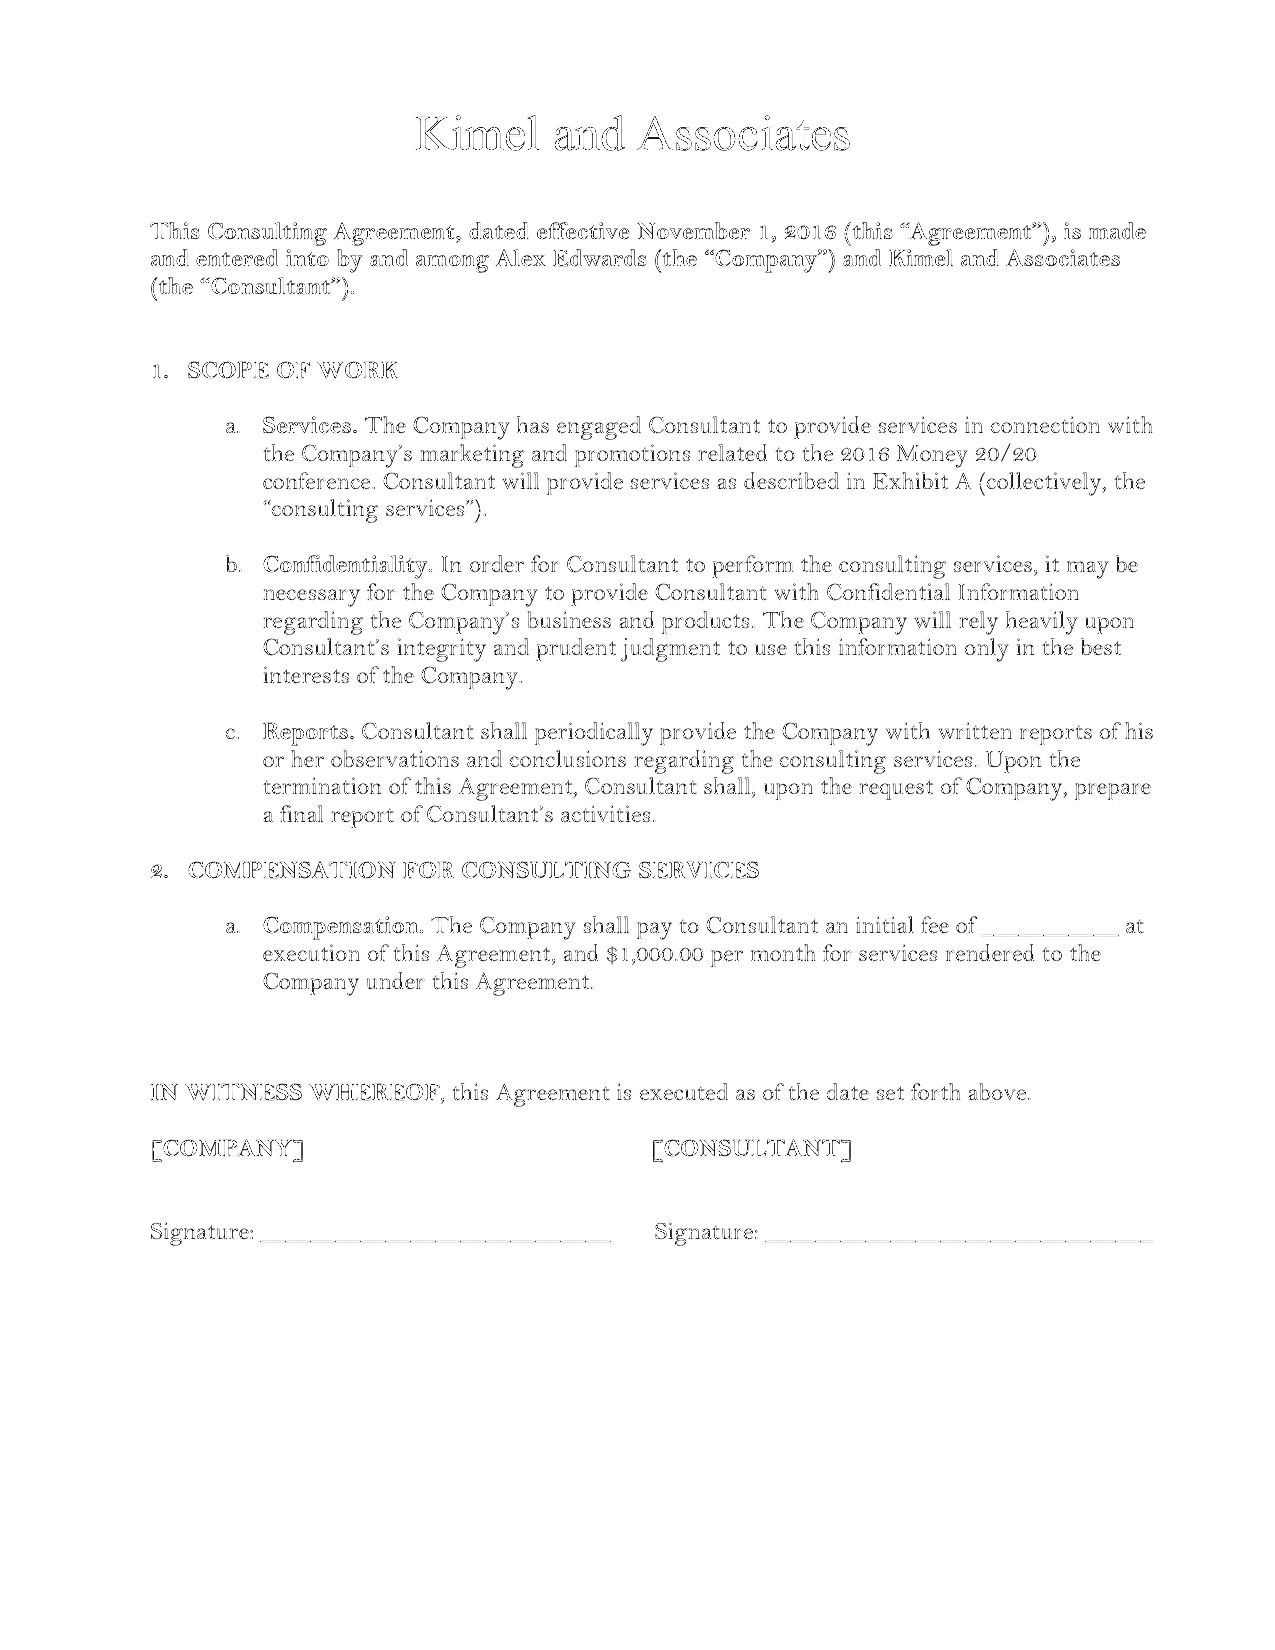 Kimel and Associates
This Consulting Agreement, dated effective November 1, 2016 (this “Agreement”), is made
and entered into by and among Alex Edwards (the “Company”) and Kimel and Associates
(the “Consultant”).
1. SCOPE OF WORK
a. Services. The Company has engaged Consultant to provide services in connection with
the Company’s marketing and promotions related to the 2016 Money 20/20
conference. Consultant will provide services as described in Exhibit A (collectively, the
“consulting services”).
b. Confidentiality. In order for Consultant to perform the consulting services, it may be
necessary for the Company to provide Consultant with Confidential Information
regarding the Company’s business and products. The Company will rely heavily upon
Consultant’s integrity and prudent judgment to use this information only in the best
interests of the Company.
c. Reports. Consultant shall periodically provide the Company with written reports of his
or her observations and conclusions regarding the consulting services. Upon the
termination of this Agreement, Consultant shall, upon the request of Company, prepare
a final report of Consultant’s activities.
2. COMPENSATION FOR CONSULTING SERVICES
a. Compensation. The Company shall pay to Consultant an initial fee of ___________ at
execution of this Agreement, and $1,000.00 per month for services rendered to the
Company under this Agreement.
IN WITNESS WHEREOF, this Agreement is executed as of the date set forth above.
[COMPANY] [CONSULTANT]
Signature: ____________________________ Signature: _______________________________